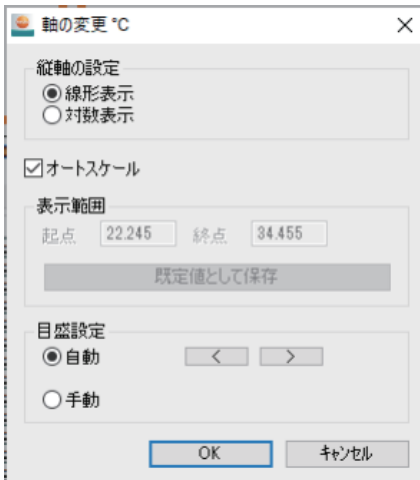 軸の変更 ℃
縦軸の設定
線形表示
対数表示
オートスケール
表示範囲
起点 22.245 終点 34.455
既定値として保存
目盛設定
自動 < >
手動
OK キャンセル